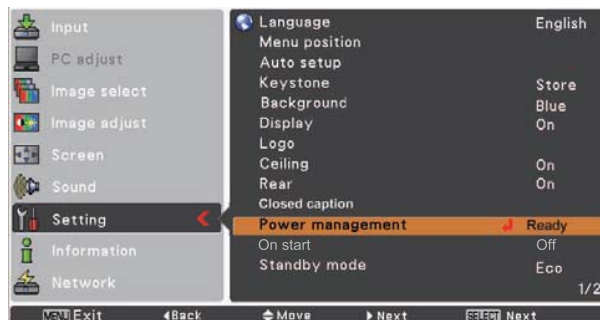 Input
PC adjust
Image select
Image adjust
Screen
Sound
Setting
Information
Network
Language English
Menu position
Auto setup
Keystone Store
Background Blue
Display On
Logo
Ceiling On
Rear On
Closed caption
Power management Ready
On start Off
Standby mode Eco
1/2
MENU Exit Back Move Next SELECT Next